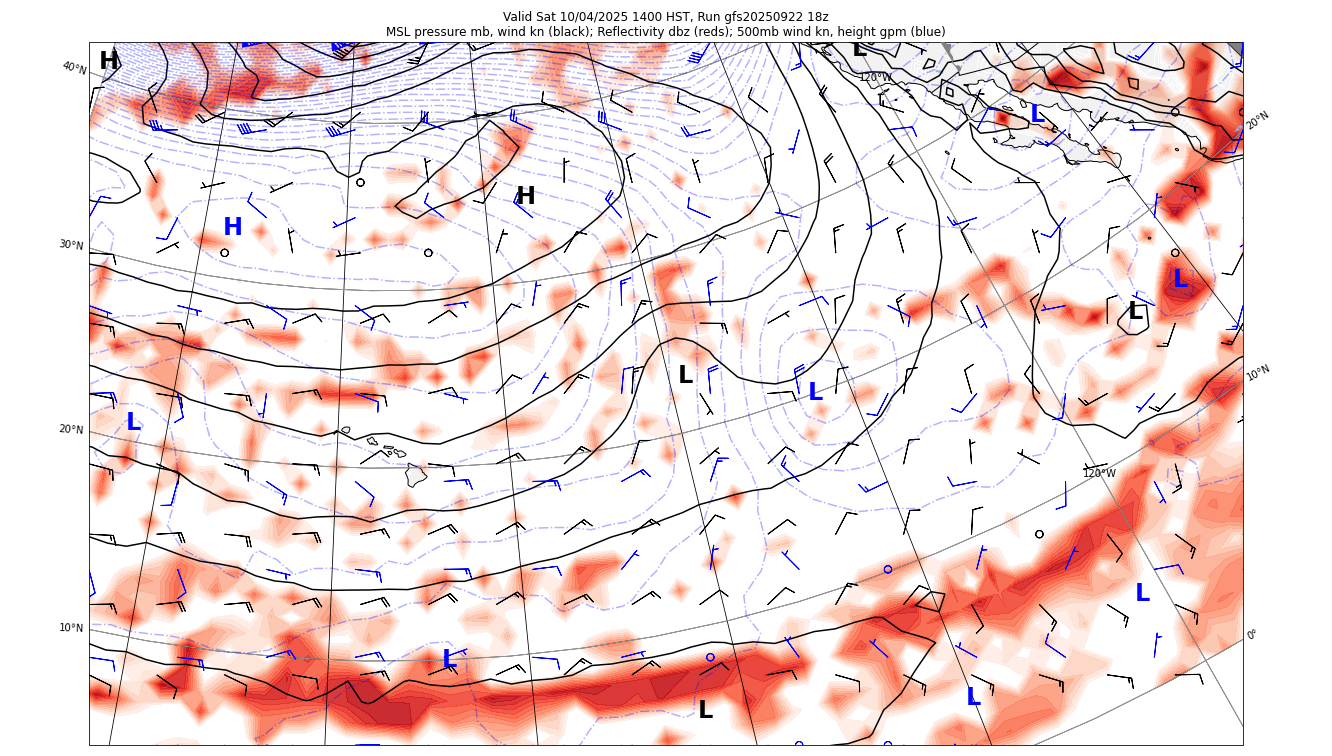 Valid Sat 10/04/2025 1400 HST, Run gfs20250922 18z
MSL pressure mb, wind kn (black); Reflectivity dbz (reds); 500mb wind kn, height gpm (blue)
L
H
40°N
120°W
L
20°N
H
H
30°N
L
L
L
10°N
L
L
20°N
120°W
L
10°N
0°
L
L
L